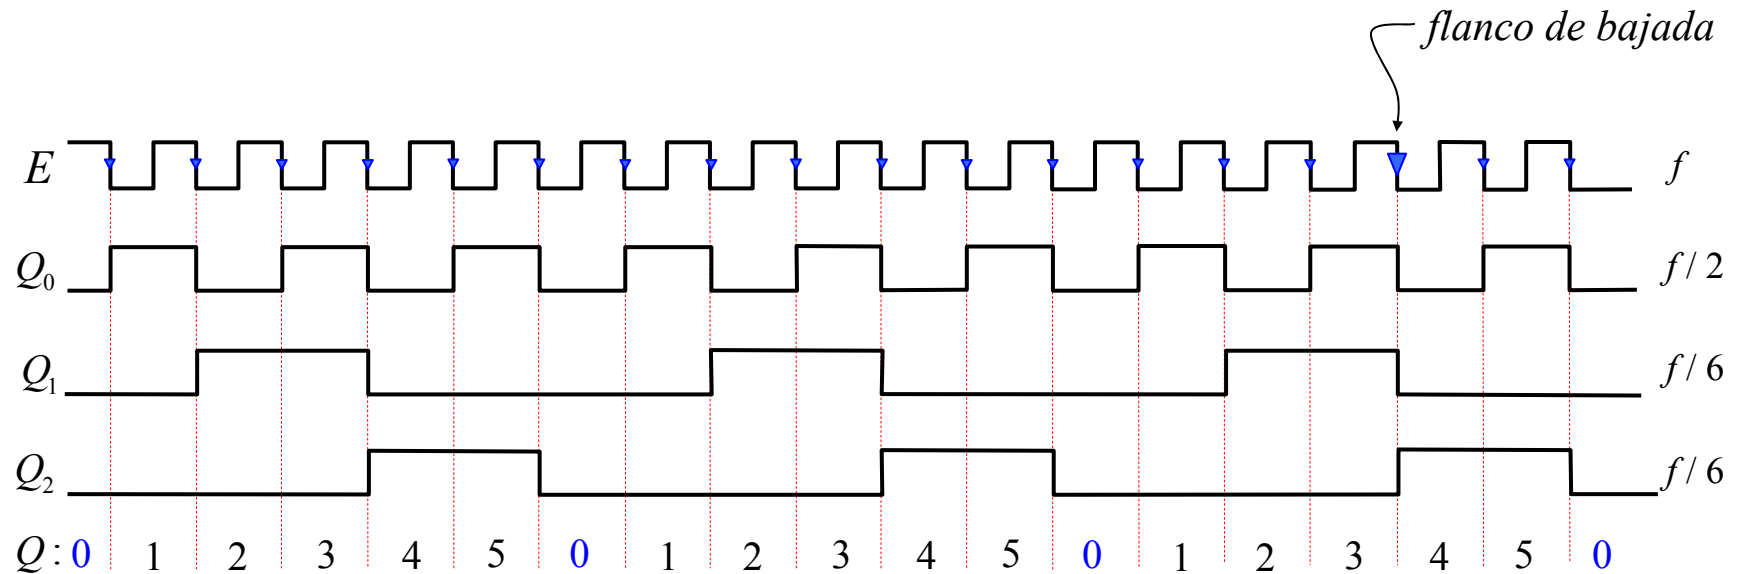 flanco de bajada
E f
Q0 f / 2
Q1 f / 6
Q2 f / 6
Q : 0 1 2 3 4 5 0 1 2 3 4 5 0 1 2 3 4 5 0